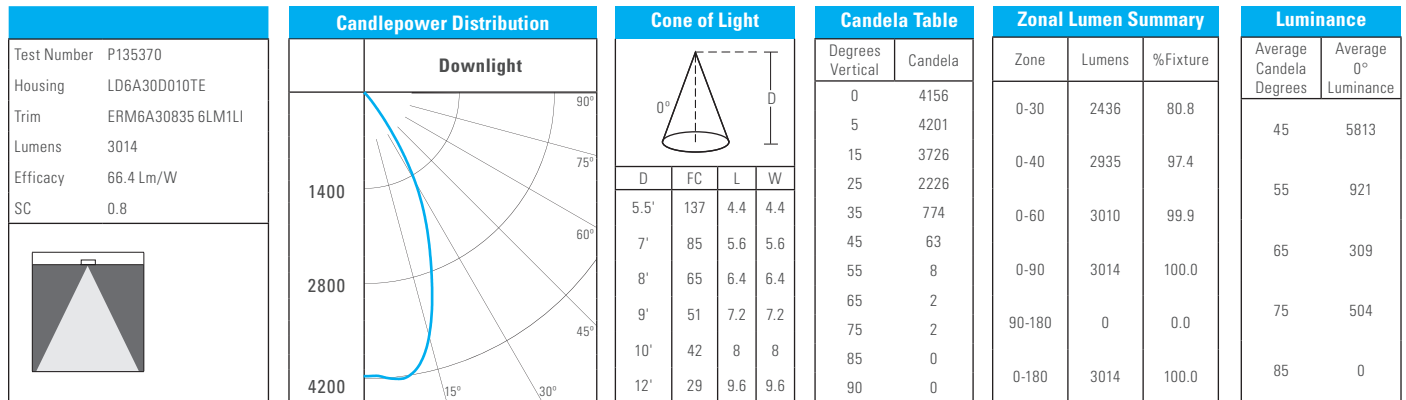 Test Number P135370
Housing LD6A30D010TE
Trim ERM6A30835 6LM1LI
Lumens 3014
Efficacy 66.4 Lm/W
SC 0.8
Candlepower Distribution
Downlight
90°
75°
1400
60°
2800
45°
4200
15°
30°
Cone of Light
0°
D
D FC L W
5.5' 137 4.4 4.4
7' 85 5.6 5.6
8' 65 6.4 6.4
9' 51 7.2 7.2
10' 42 8 8
12' 29 9.6 9.6
Candela Table
Degrees
Vertical
Candela
0 4156
5 4201
15 3726
25 2226
35 774
45 63
55 8
65 2
75 2
85 0
90 0
Zonal Lumen Summary
Zone Lumens %Fixture
0-30 2436 80.8
0-40 2935 97.4
0-60 3010 99.9
0-90 3014 100.0
90-180 0 0.0
0-180 3014 100.0
Luminance
Average
Candela
Degrees
Average
0°
Luminance
45 5813
55 921
65 309
75 504
85 0